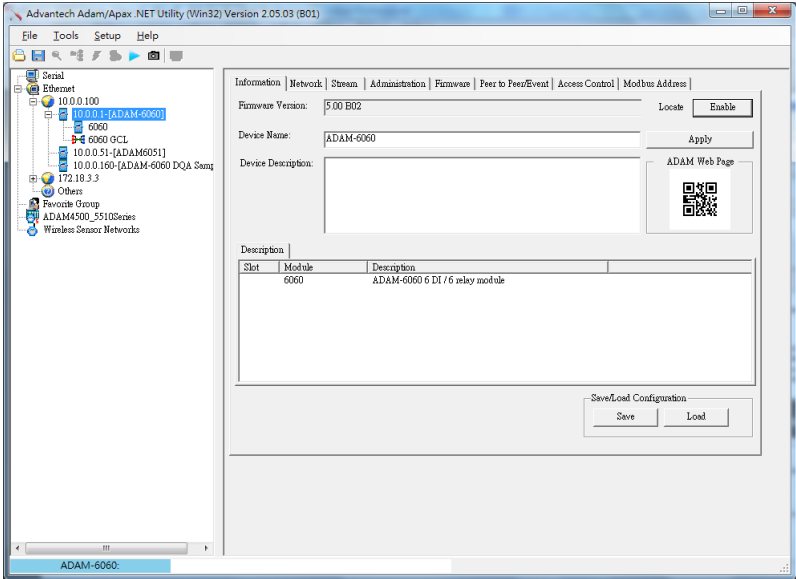 Advantech Adam/Apax .NET Utility (Win32) Version 2.05.03 (B01)
File Tools Setup Help
Serial
Ethernet
10.0.0.100
10.0.0.1-[ADAM-6060]
6060
6060 GCL
10.0.0.51-[ADAM6051]
10.0.0.160-[ADAM-6060 DQA Samp
172.18.3.3
Others
Favorite Group
ADAM4500_5510Series
Wireless Sensor Networks
Information Network Stream Administration Firmware Peer to Peer/Event Access Control Modbus Address
Firmware Version: 5.00 B02 Locate Enable
Device Name: ADAM-6060 Apply
Device Description: ADAM Web Page
Description
Slot Module Description
6060 ADAM-6060 6 DI / 6 relay module
Save/Load Configuration
Save Load
ADAM-6060: